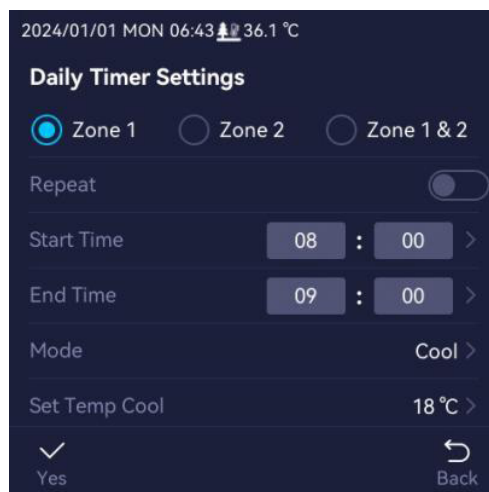 2024/01/01 MON 06:43 36.1 ℃
Daily Timer Settings
Zone 1 Zone 2 Zone 1 & 2
Repeat
Start Time 08 : 00
End Time 09 : 00
Mode Cool
Set Temp Cool 18 ℃
Yes Back